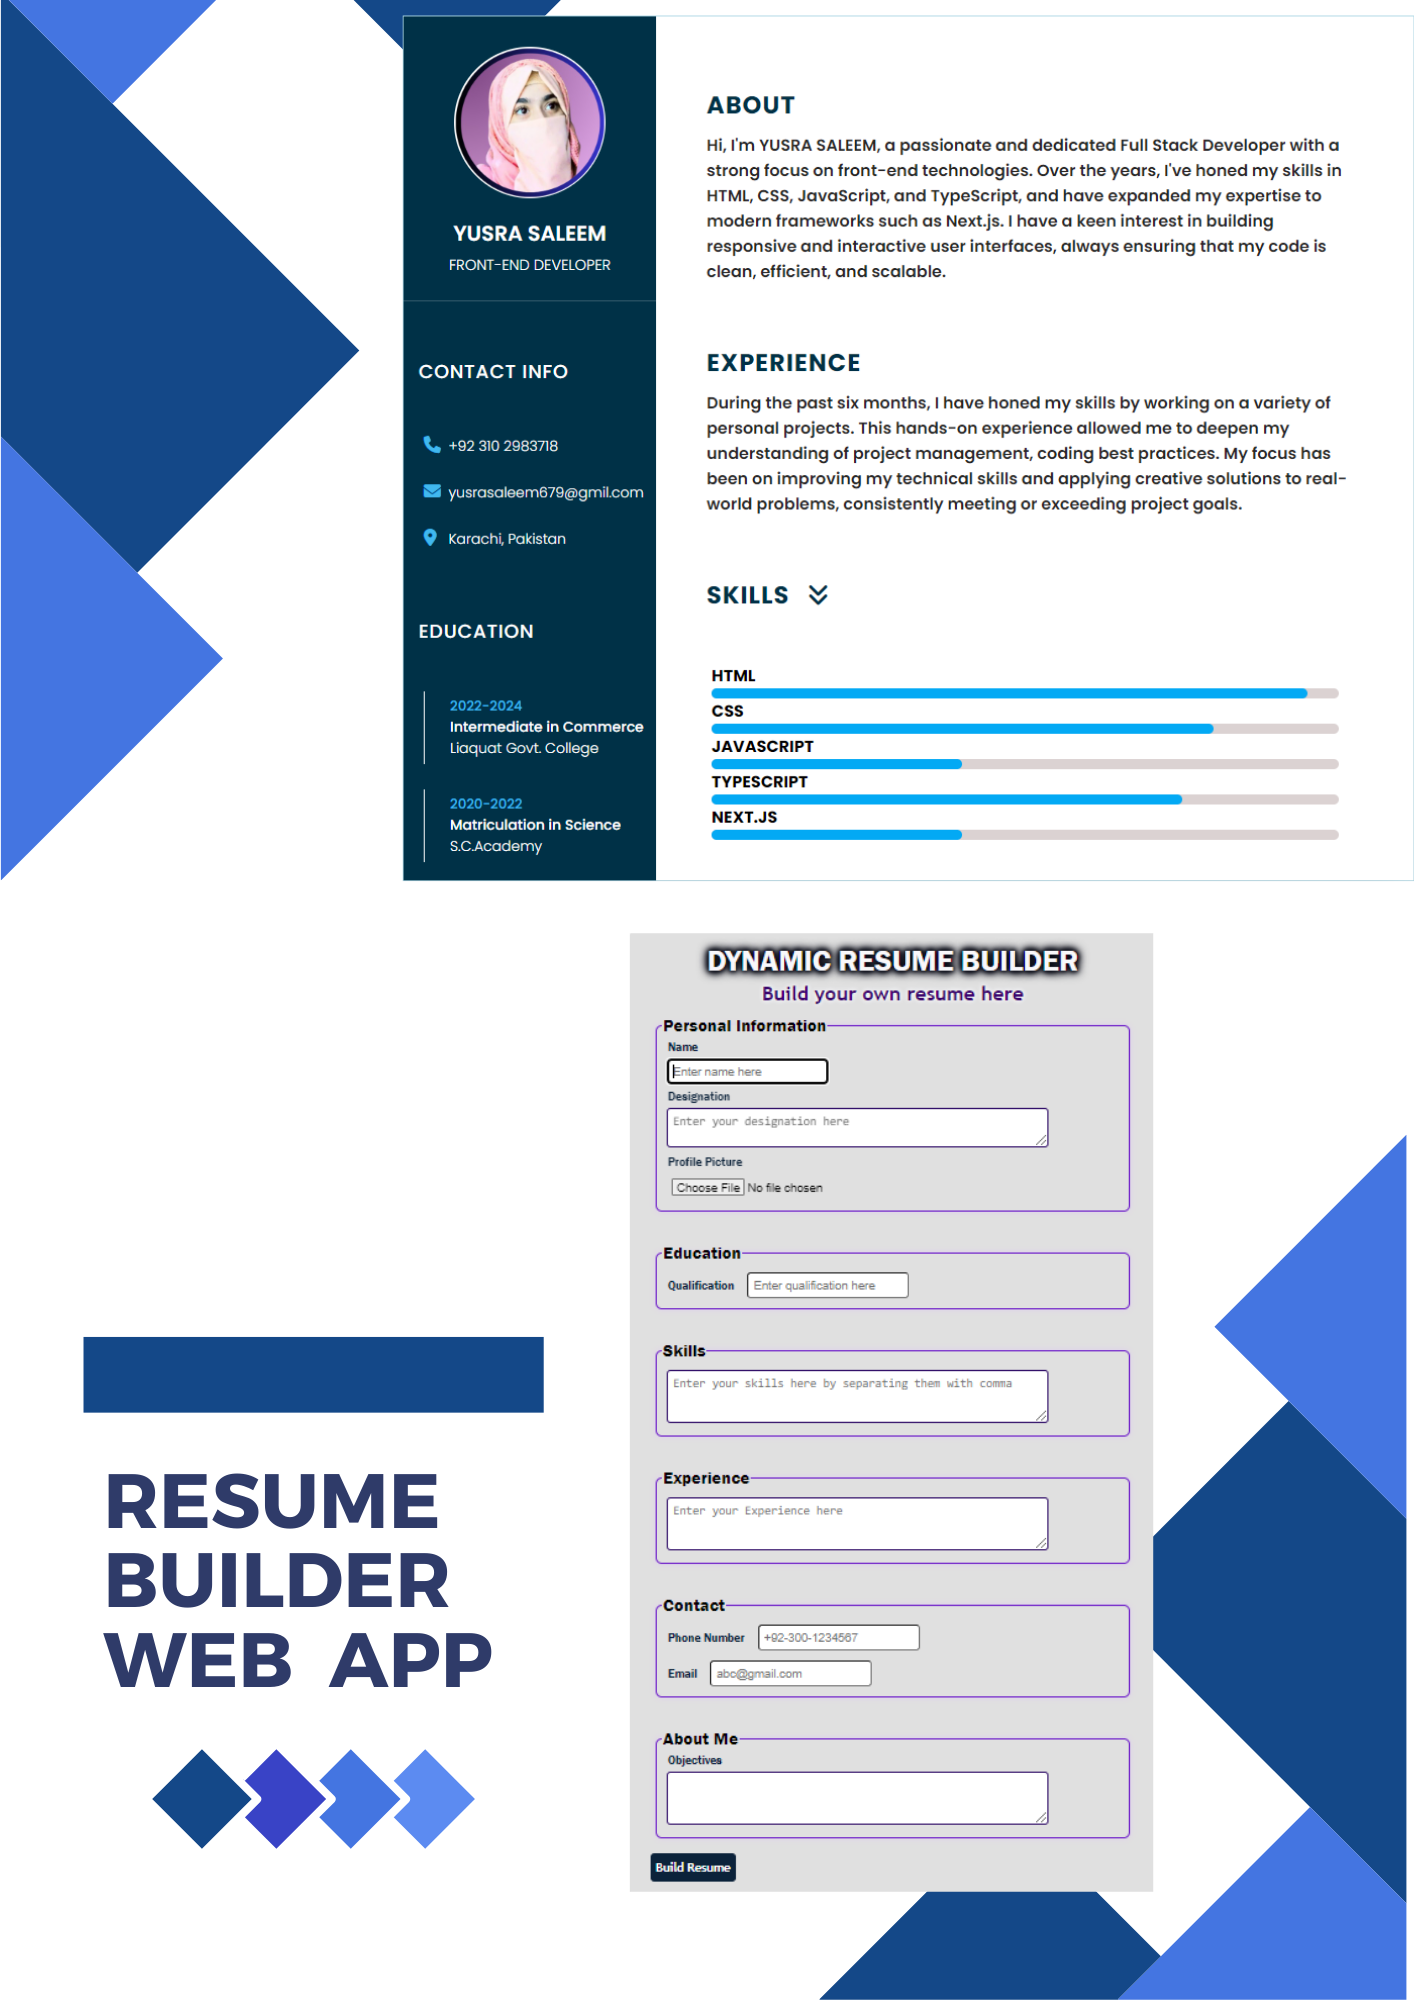 YUSRA SALEEM
FRONT-END DEVELOPER
CONTACT INFO
+92 310 2983718
yusrasaleem679@gmil.com
Karachi, Pakistan
EDUCATION
2022-2024
Intermediate in Commerce
Liaquat Govt. College
2020-2022
Matriculation in Science
S.C.Academy
ABOUT
Hi, I'm YUSRA SALEEM, a passionate and dedicated Full Stack Developer with a
strong focus on front-end technologies. Over the years, I've honed my skills in
HTML, CSS, JavaScript, and TypeScript, and have expanded my expertise to
modern frameworks such as Next.js. I have a keen interest in building
responsive and interactive user interfaces, always ensuring that my code is
clean, efficient, and scalable.
EXPERIENCE
During the past six months, I have honed my skills by working on a variety of
personal projects. This hands-on experience allowed me to deepen my
understanding of project management, coding best practices. My focus has
been on improving my technical skills and applying creative solutions to real-
world problems, consistently meeting or exceeding project goals.
SKILLS
HTML
CSS
JAVASCRIPT
TYPESCRIPT
NEXT.JS
RESUME
BUILDER
WEB APP
DYNAMIC RESUME BUILDER
Build your own resume here
Personal Information
Name
Enter name here
Designation
Enter your designation here
Profile Picture
Choose File No file chosen
Education
Qualification Enter qualification here
Skills
Enter your skills here by separating them with comma
Experience
Enter your Experience here
Contact
Phone Number +92-300-1234567
Email abc@gmail.com
About Me
Objectives
Build Resume